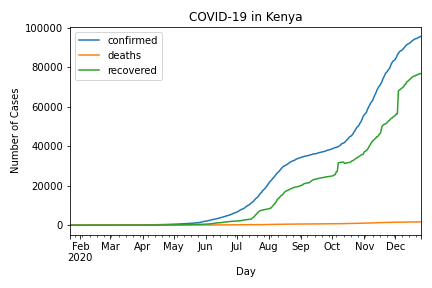 COVID-19 in Kenya
100000
80000
60000
40000
20000
0
Number of Cases
confirmed
deaths
recovered
Feb Mar Apr May Jun Jul Aug Sep Oct Nov Dec
2020
Day